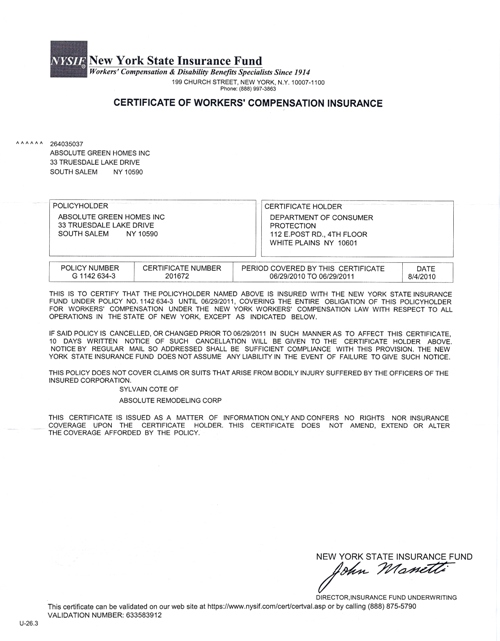 NYSIF New York State Insurance Fund
Workers' Compensation & Disability Benefits Specialists Since 1914
199 CHURCH STREET, NEW YORK, N.Y. 10007-1100
Phone: (888) 997-3863
CERTIFICATE OF WORKERS' COMPENSATION INSURANCE
^ ^ ^ ^ ^ ^ 264035037
ABSOLUTE GREEN HOMES INC
33 TRUESDALE LAKE DRIVE
SOUTH SALEM NY 10590
POLICYHOLDER
ABSOLUTE GREEN HOMES INC
33 TRUESDALE LAKE DRIVE
SOUTH SALEM NY 10590
CERTIFICATE HOLDER
DEPARTMENT OF CONSUMER
PROTECTION
112 E.POST RD., 4TH FLOOR
WHITE PLAINS NY 10601
POLICY NUMBER CERTIFICATE NUMBER PERIOD COVERED BY THIS CERTIFICATE DATE
G 1142 634-3 201672 06/29/2010 TO 06/29/2011 8/4/2010
THIS IS TO CERTIFY THAT THE POLICYHOLDER NAMED ABOVE IS INSURED WITH THE NEW YORK STATE INSURANCE
FUND UNDER POLICY NO. 1142 634-3 UNTIL 06/29/2011, COVERING THE ENTIRE OBLIGATION OF THIS POLICYHOLDER
FOR WORKERS' COMPENSATION UNDER THE NEW YORK WORKERS' COMPENSATION LAW WITH RESPECT TO ALL
OPERATIONS IN THE STATE OF NEW YORK, EXCEPT AS INDICATED BELOW.
IF SAID POLICY IS CANCELLED, OR CHANGED PRIOR TO 06/29/2011 IN SUCH MANNER AS TO AFFECT THIS CERTIFICATE,
10 DAYS WRITTEN NOTICE OF SUCH CANCELLATION WILL BE GIVEN TO THE CERTIFICATE HOLDER ABOVE.
NOTICE BY REGULAR MAIL SO ADDRESSED SHALL BE SUFFICIENT COMPLIANCE WITH THIS PROVISION. THE NEW
YORK STATE INSURANCE FUND DOES NOT ASSUME ANY LIABILITY IN THE EVENT OF FAILURE TO GIVE SUCH NOTICE.
THIS POLICY DOES NOT COVER CLAIMS OR SUITS THAT ARISE FROM BODILY INJURY SUFFERED BY THE OFFICERS OF THE
INSURED CORPORATION.
SYLVAIN COTE OF
ABSOLUTE REMODELING CORP
THIS CERTIFICATE IS ISSUED AS A MATTER OF INFORMATION ONLY AND CONFERS NO RIGHTS NOR INSURANCE
COVERAGE UPON THE CERTIFICATE HOLDER. THIS CERTIFICATE DOES NOT AMEND, EXTEND OR ALTER
THE COVERAGE AFFORDED BY THE POLICY.
NEW YORK STATE INSURANCE FUND
John Manetti
DIRECTOR,INSURANCE FUND UNDERWRITING
This certificate can be validated on our web site at https://www.nysif.com/cert/certval.asp or by calling (888) 875-5790
VALIDATION NUMBER: 633583912
U-26.3